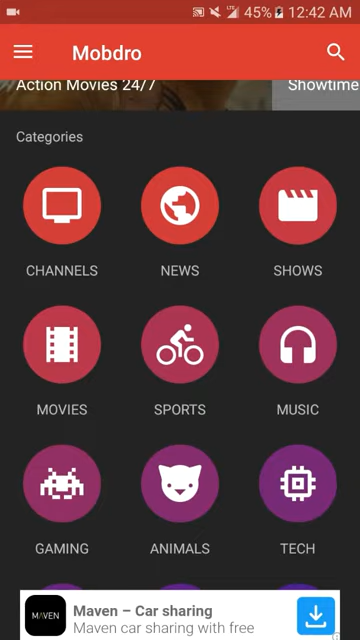 45% 12:42 AM
Mobdro
Action Movies 24/7 Showtime
Categories
CHANNELS NEWS SHOWS
MOVIES SPORTS MUSIC
GAMING ANIMALS TECH
MAVEN
Maven – Car sharing
Maven car sharing with free